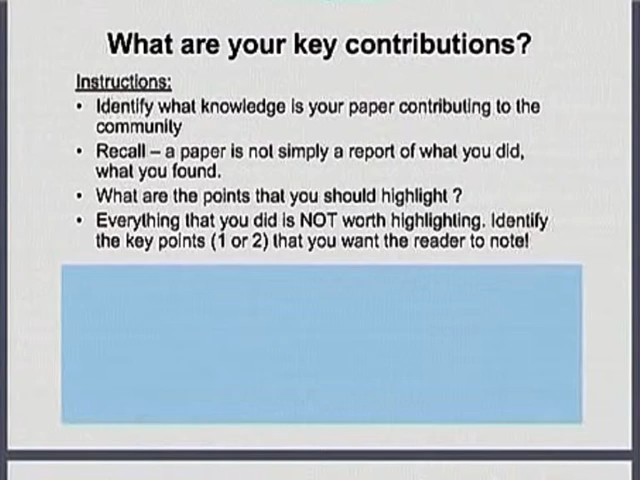 What are your key contributions?
Instructions:
• Identify what knowledge is your paper contributing to the
community
• Recall – a paper is not simply a report of what you did,
what you found.
• What are the points that you should highlight ?
• Everything that you did is NOT worth highlighting. Identify
the key points (1 or 2) that you want the reader to note!